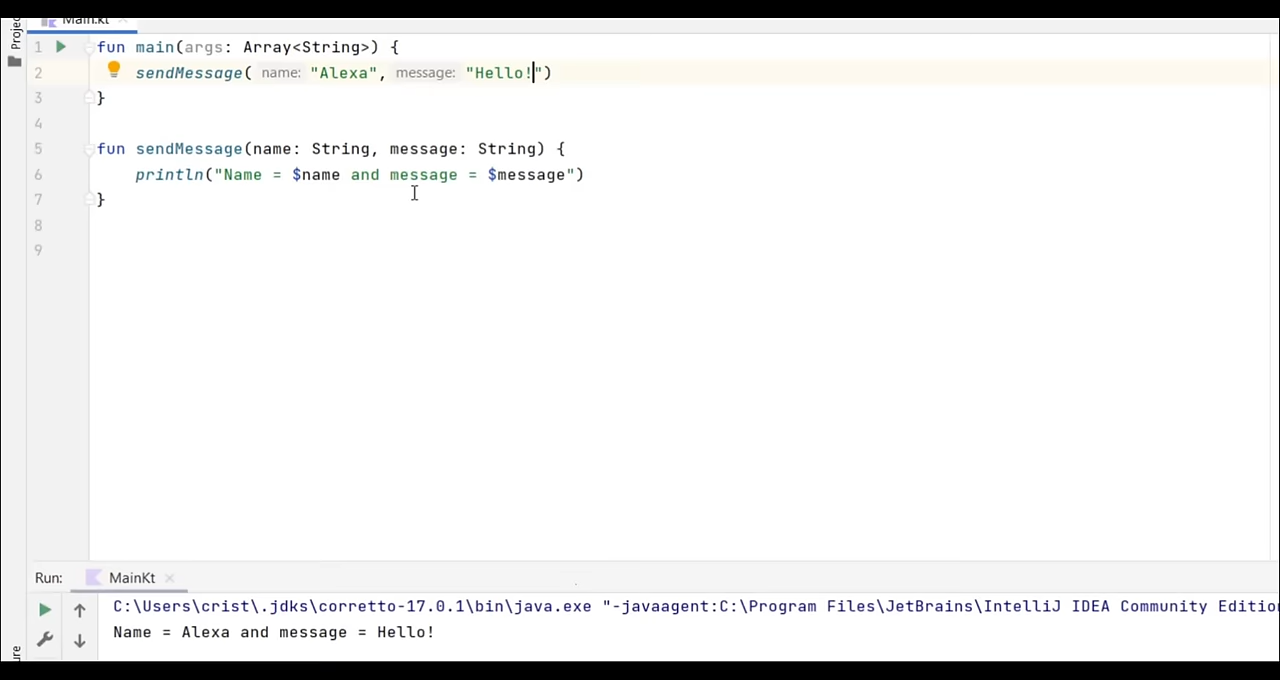 Main.kt
Project
1 fun main(args: Array<String>) {
2 sendMessage( name: "Alexa", message: "Hello!")
3 }
4
5 fun sendMessage(name: String, message: String) {
6 println("Name = $name and message = $message")
7 }
8
9
Run: MainKt
C:\Users\crist\.jdks\corretto-17.0.1\bin\java.exe "-javaagent:C:\Program Files\JetBrains\IntelliJ IDEA Community Edition
Name = Alexa and message = Hello!